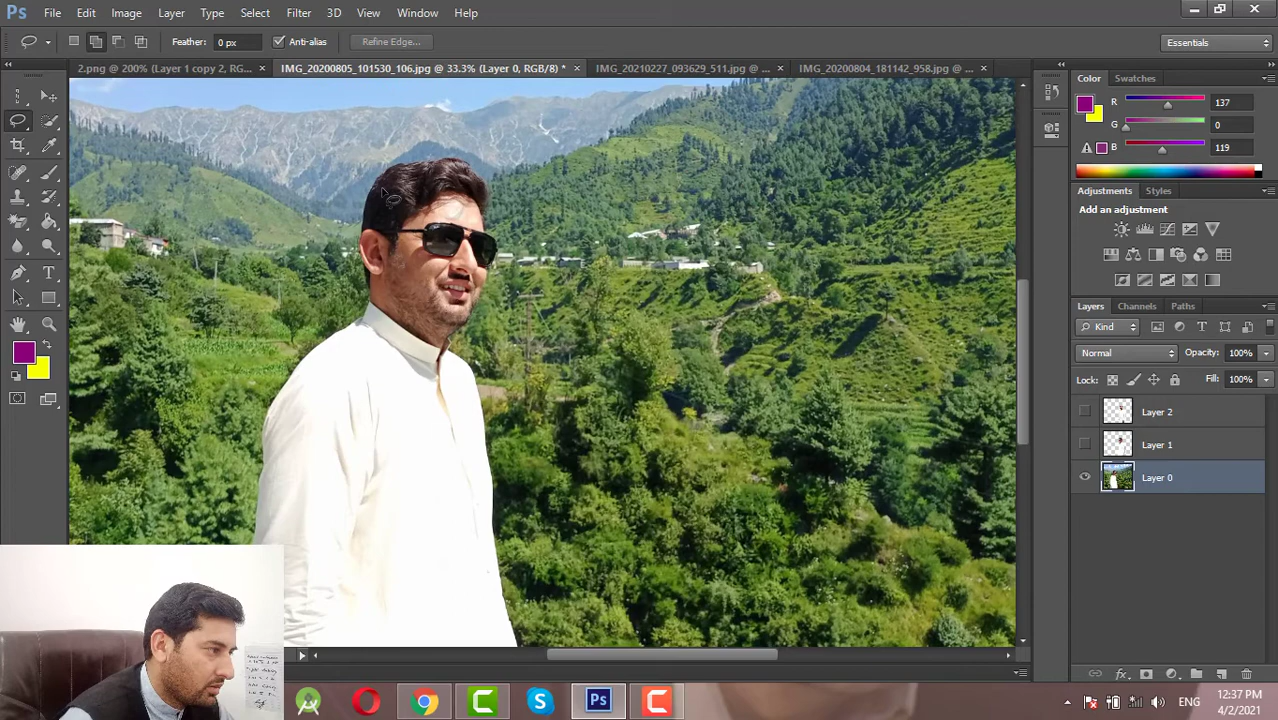 Ps File Edit Image Layer Type Select Filter 3D View Window Help
Feather: 0 px Anti-alias Refine Edge... Essentials
2.png @ 200% (Layer 1 copy 2, RG... × IMG_20200805_101530_106.jpg @ 33.3% (Layer 0, RGB/8) * × IMG_20210227_093629_511.jpg @ ... × IMG_20200804_181142_958.jpg @ ... ×
Color Swatches
R 137
G 0
B 119
Adjustments Styles
Add an adjustment
Layers Channels Paths
Kind
Normal Opacity: 100%
Lock: Fill: 100%
Layer 2
Layer 1
Layer 0
fx
Ps ENG 12:37 PM
4/2/2021